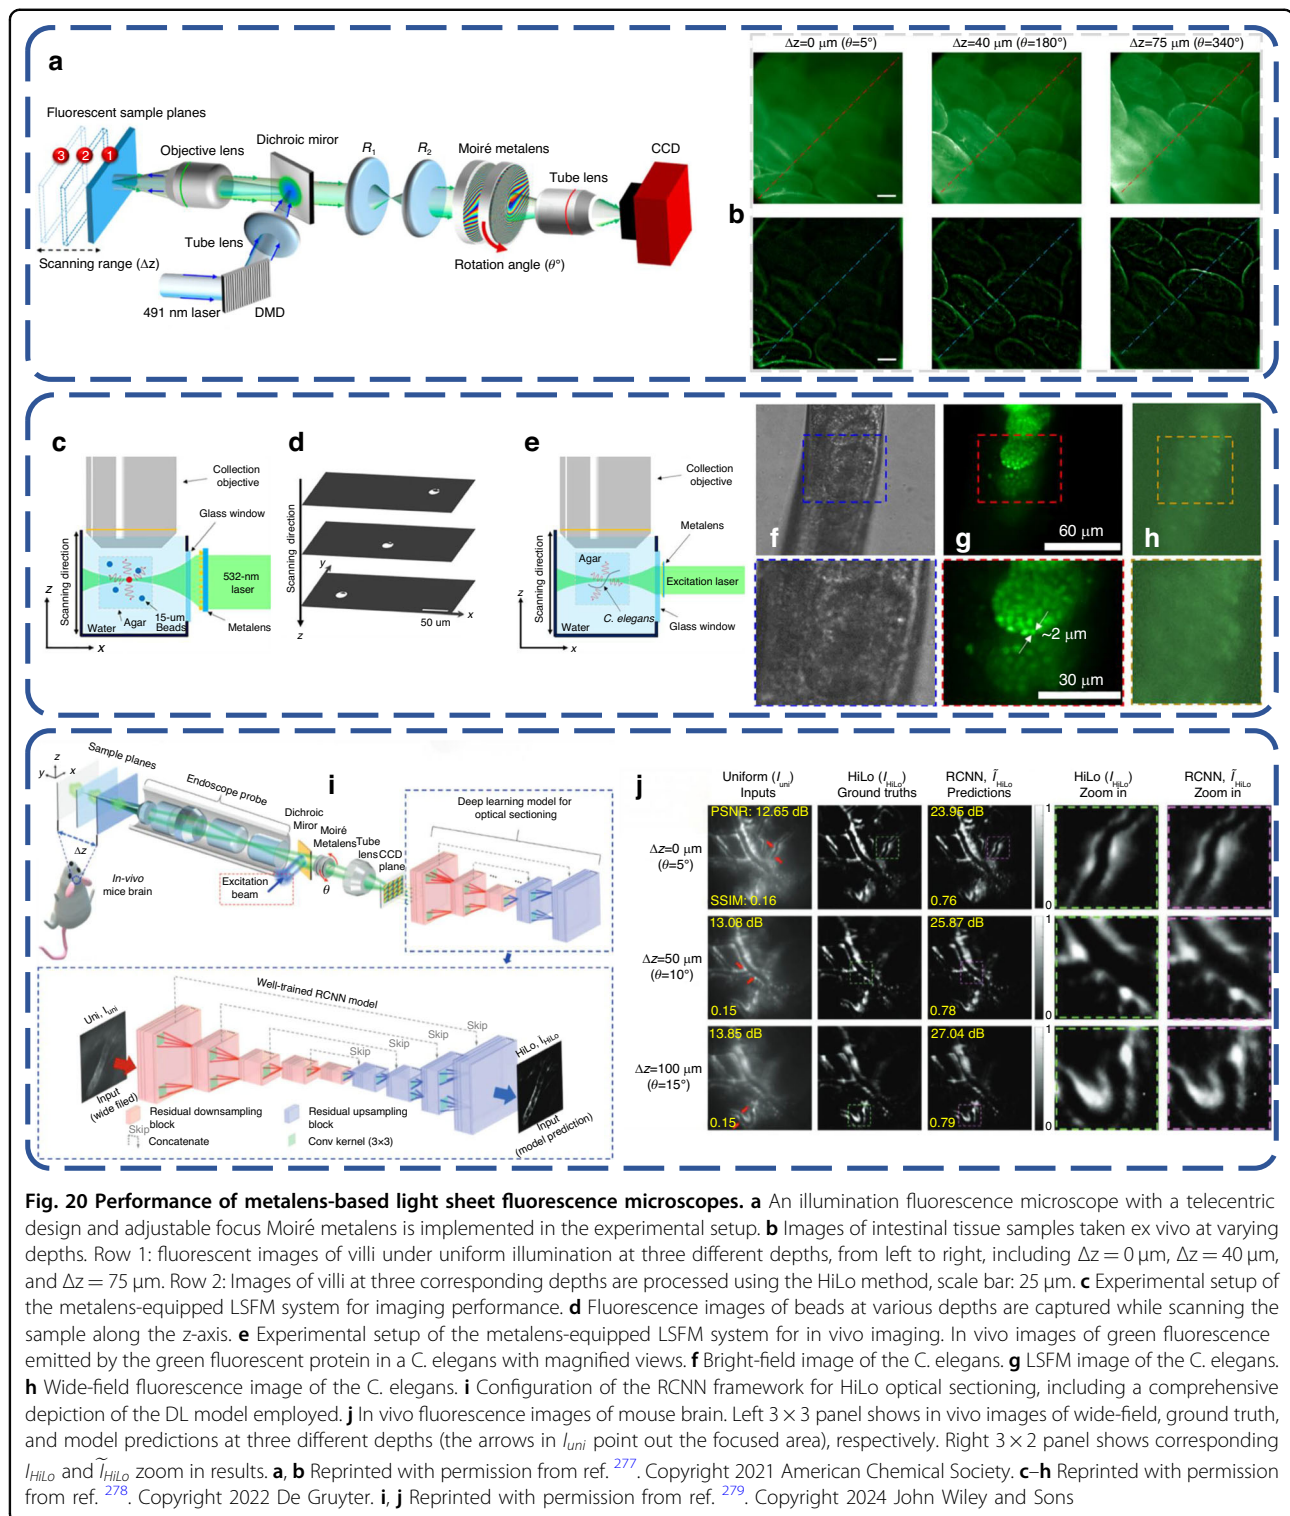 a
Fluorescent sample planes
3
2
1
Objective lens
Dichroic miror
R1
R2
Moiré metalens
Tube lens
CCD
Tube lens
Scanning range (Δz)
491 nm laser
DMD
Rotation angle (θ°)
b
Δz=0 µm (θ=5°)
Δz=40 µm (θ=180°)
Δz=75 µm (θ=340°)
c
Collection
objective
Glass window
Scanning direction
z
x
532-nm
laser
15-um
Beads
Agar
Water
Metalens
d
Scanning direction
y
x
z
50 um
e
Collection
objective
Metalens
Scanning direction
Agar
Excitation laser
C. elegans
Water
Glass window
z
x
f
g
60 µm
h
~2 µm
30 µm
i
z
y
x
Sample planes
Endoscope probe
Δz
In-vivo
mice brain
Excitation
beam
Dichroic
Miror
Moiré
Metalens
θ
Tube
lens
CCD
plane
Deep learning model for
optical sectioning
...
...
Well-trained RCNN model
Uni, Iuni
Input
(wide filed)
Skip
Skip
Skip
Skip
HiLo, IHiLo
Input
(model prediction)
Residual downsampling
block
Skip
Concatenate
Residual upsampling
block
Conv kernel (3×3)
j
Uniform (Iuni)
Inputs
HiLo (IHiLo)
Ground truths
RCNN, ĨHiLo
Predictions
HiLo (IHiLo)
Zoom in
RCNN, ĨHiLo
Zoom in
Δz=0 µm
(θ=5°)
PSNR: 12.65 dB
SSIM: 0.16
23.95 dB
0.76
1
0
Δz=50 µm
(θ=10°)
13.08 dB
0.15
25.87 dB
0.78
1
0
Δz=100 µm
(θ=15°)
13.85 dB
0.15
27.04 dB
0.79
1
0
Fig. 20 Performance of metalens-based light sheet fluorescence microscopes. a An illumination fluorescence microscope with a telecentric
design and adjustable focus Moiré metalens is implemented in the experimental setup. b Images of intestinal tissue samples taken ex vivo at varying
depths. Row 1: fluorescent images of villi under uniform illumination at three different depths, from left to right, including Δz = 0 µm, Δz = 40 µm,
and Δz = 75 µm. Row 2: Images of villi at three corresponding depths are processed using the HiLo method, scale bar: 25 µm. c Experimental setup of
the metalens-equipped LSFM system for imaging performance. d Fluorescence images of beads at various depths are captured while scanning the
sample along the z-axis. e Experimental setup of the metalens-equipped LSFM system for in vivo imaging. In vivo images of green fluorescence
emitted by the green fluorescent protein in a C. elegans with magnified views. f Bright-field image of the C. elegans. g LSFM image of the C. elegans.
h Wide-field fluorescence image of the C. elegans. i Configuration of the RCNN framework for HiLo optical sectioning, including a comprehensive
depiction of the DL model employed. j In vivo fluorescence images of mouse brain. Left 3 × 3 panel shows in vivo images of wide-field, ground truth,
and model predictions at three different depths (the arrows in Iuni point out the focused area), respectively. Right 3 × 2 panel shows corresponding
IHiLo and ĨHiLo zoom in results. a, b Reprinted with permission from ref. 277. Copyright 2021 American Chemical Society. c–h Reprinted with permission
from ref. 278. Copyright 2022 De Gruyter. i, j Reprinted with permission from ref. 279. Copyright 2024 John Wiley and Sons